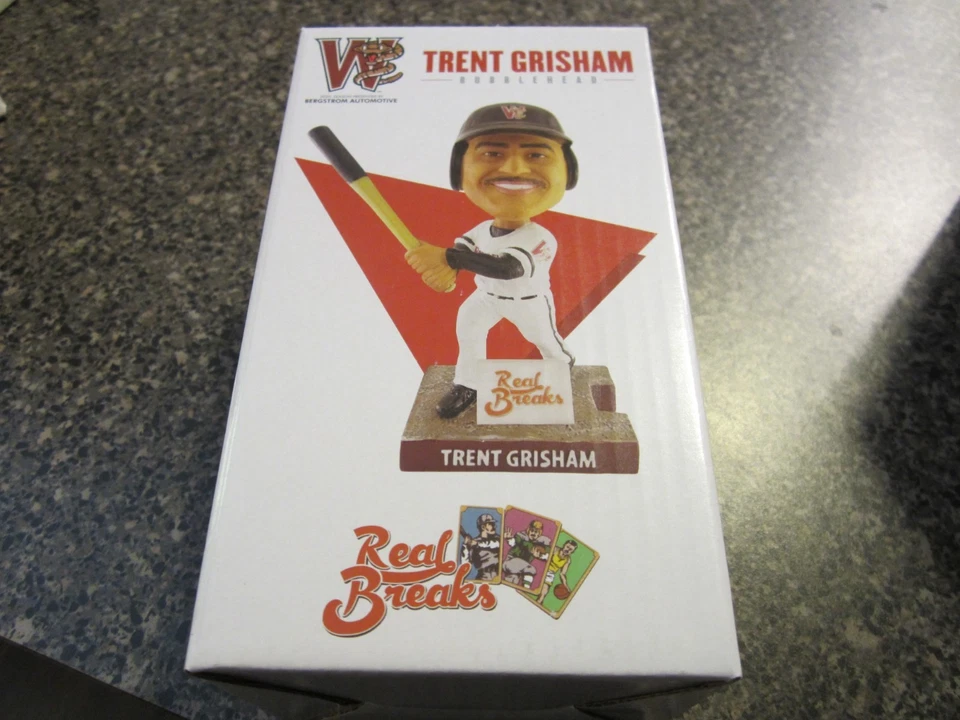 W
TRENT GRISHAM
BOBBLEHEAD
BERGSTROM AUTOMOTIVE
Real
Breaks
TRENT GRISHAM
Real
Breaks